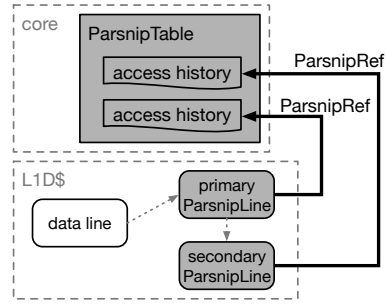 core
ParsnipTable
access history
ParsnipRef
access history
ParsnipRef
L1D$
primary
ParsnipLine
data line
secondary
ParsnipLine